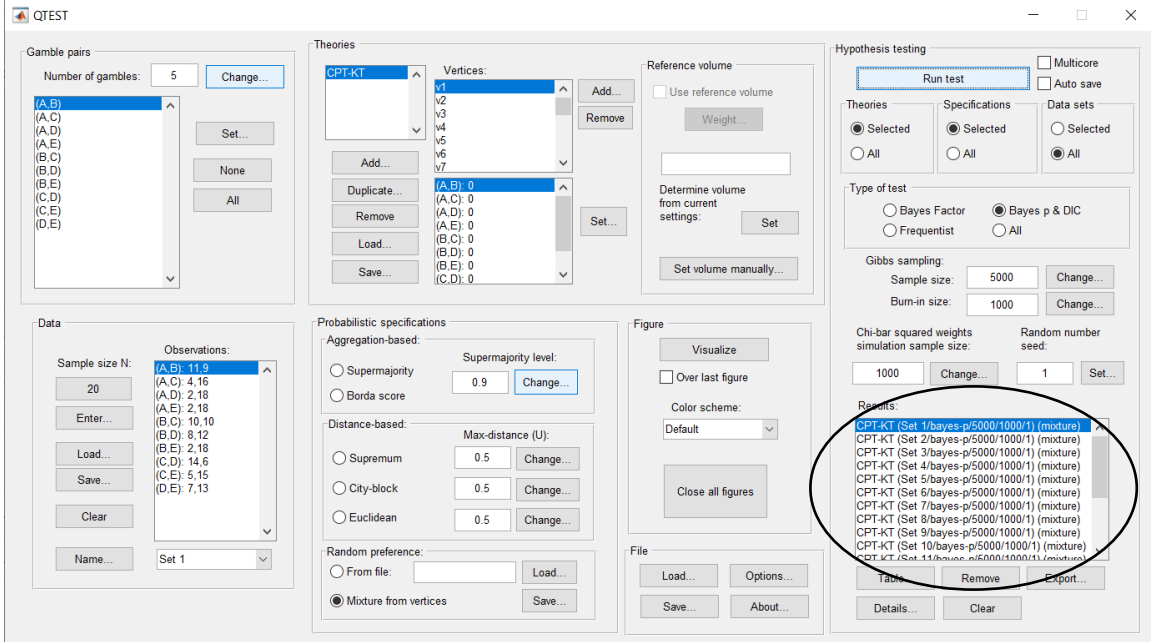 QTEST
Gamble pairs
Number of gambles: 5 Change...
(A,B)
(A,C)
(A,D)
(A,E)
(B,C)
(B,D)
(B,E)
(C,D)
(C,E)
(D,E)
Set...
None
All
Theories
CPT-KT
Add...
Duplicate...
Remove
Load...
Save...
Vertices:
v1
v2
v3
v4
v5
v6
v7
Add...
Remove
(A,B): 0
(A,C): 0
(A,D): 0
(A,E): 0
(B,C): 0
(B,D): 0
(B,E): 0
(C,D): 0
Set...
Reference volume
Use reference volume
Weight...
Determine volume
from current
settings:
Set
Set volume manually...
Hypothesis testing
Run test
Multicore
Auto save
Theories
Selected
All
Specifications
Selected
All
Data sets
Selected
All
Type of test
Bayes Factor
Bayes p & DIC
Frequentist
All
Gibbs sampling:
Sample size: 5000 Change...
Burn-in size: 1000 Change...
Chi-bar squared weights
simulation sample size:
1000 Change...
Random number
seed:
1 Set...
Results:
CPT-KT (Set 1/bayes-p/5000/1000/1) (mixture)
CPT-KT (Set 2/bayes-p/5000/1000/1) (mixture)
CPT-KT (Set 3/bayes-p/5000/1000/1) (mixture)
CPT-KT (Set 4/bayes-p/5000/1000/1) (mixture)
CPT-KT (Set 5/bayes-p/5000/1000/1) (mixture)
CPT-KT (Set 6/bayes-p/5000/1000/1) (mixture)
CPT-KT (Set 7/bayes-p/5000/1000/1) (mixture)
CPT-KT (Set 8/bayes-p/5000/1000/1) (mixture)
CPT-KT (Set 9/bayes-p/5000/1000/1) (mixture)
CPT-KT (Set 10/bayes-p/5000/1000/1) (mixture)
CPT-KT (Set 11/bayes-p/5000/1000/1) (mixture)
Table... Remove Export...
Details... Clear
Data
Sample size N:
20
Enter...
Load...
Save...
Clear
Name...
Observations:
(A,B): 11,9
(A,C): 4,16
(A,D): 2,18
(A,E): 2,18
(B,C): 10,10
(B,D): 8,12
(B,E): 2,18
(C,D): 14,6
(C,E): 5,15
(D,E): 7,13
Set 1
Probabilistic specifications
Aggregation-based:
Supermajority
Borda score
Supermajority level:
0.9 Change...
Distance-based:
Max-distance (U):
Supremum 0.5 Change...
City-block 0.5 Change...
Euclidean 0.5 Change...
Random preference:
From file: Load...
Mixture from vertices Save...
Figure
Visualize
Over last figure
Color scheme:
Default
Close all figures
File
Load... Options...
Save... About...